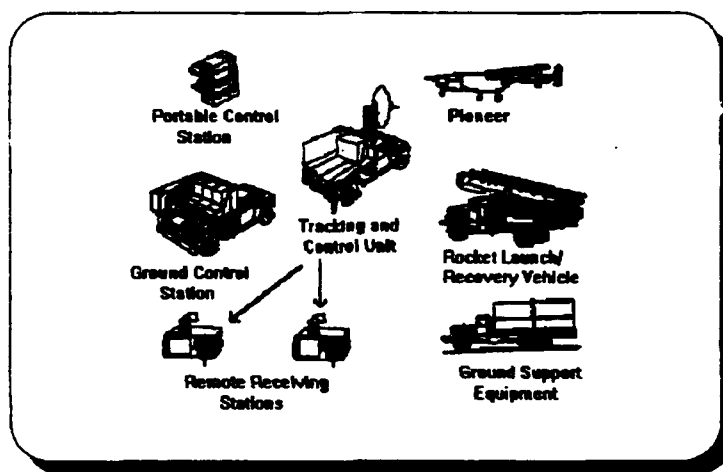 Portable Control
Station
Pioneer
Tracking and
Control Unit
Ground Control
Station
Rocket Launch/
Recovery Vehicle
Remote Receiving
Stations
Ground Support
Equipment